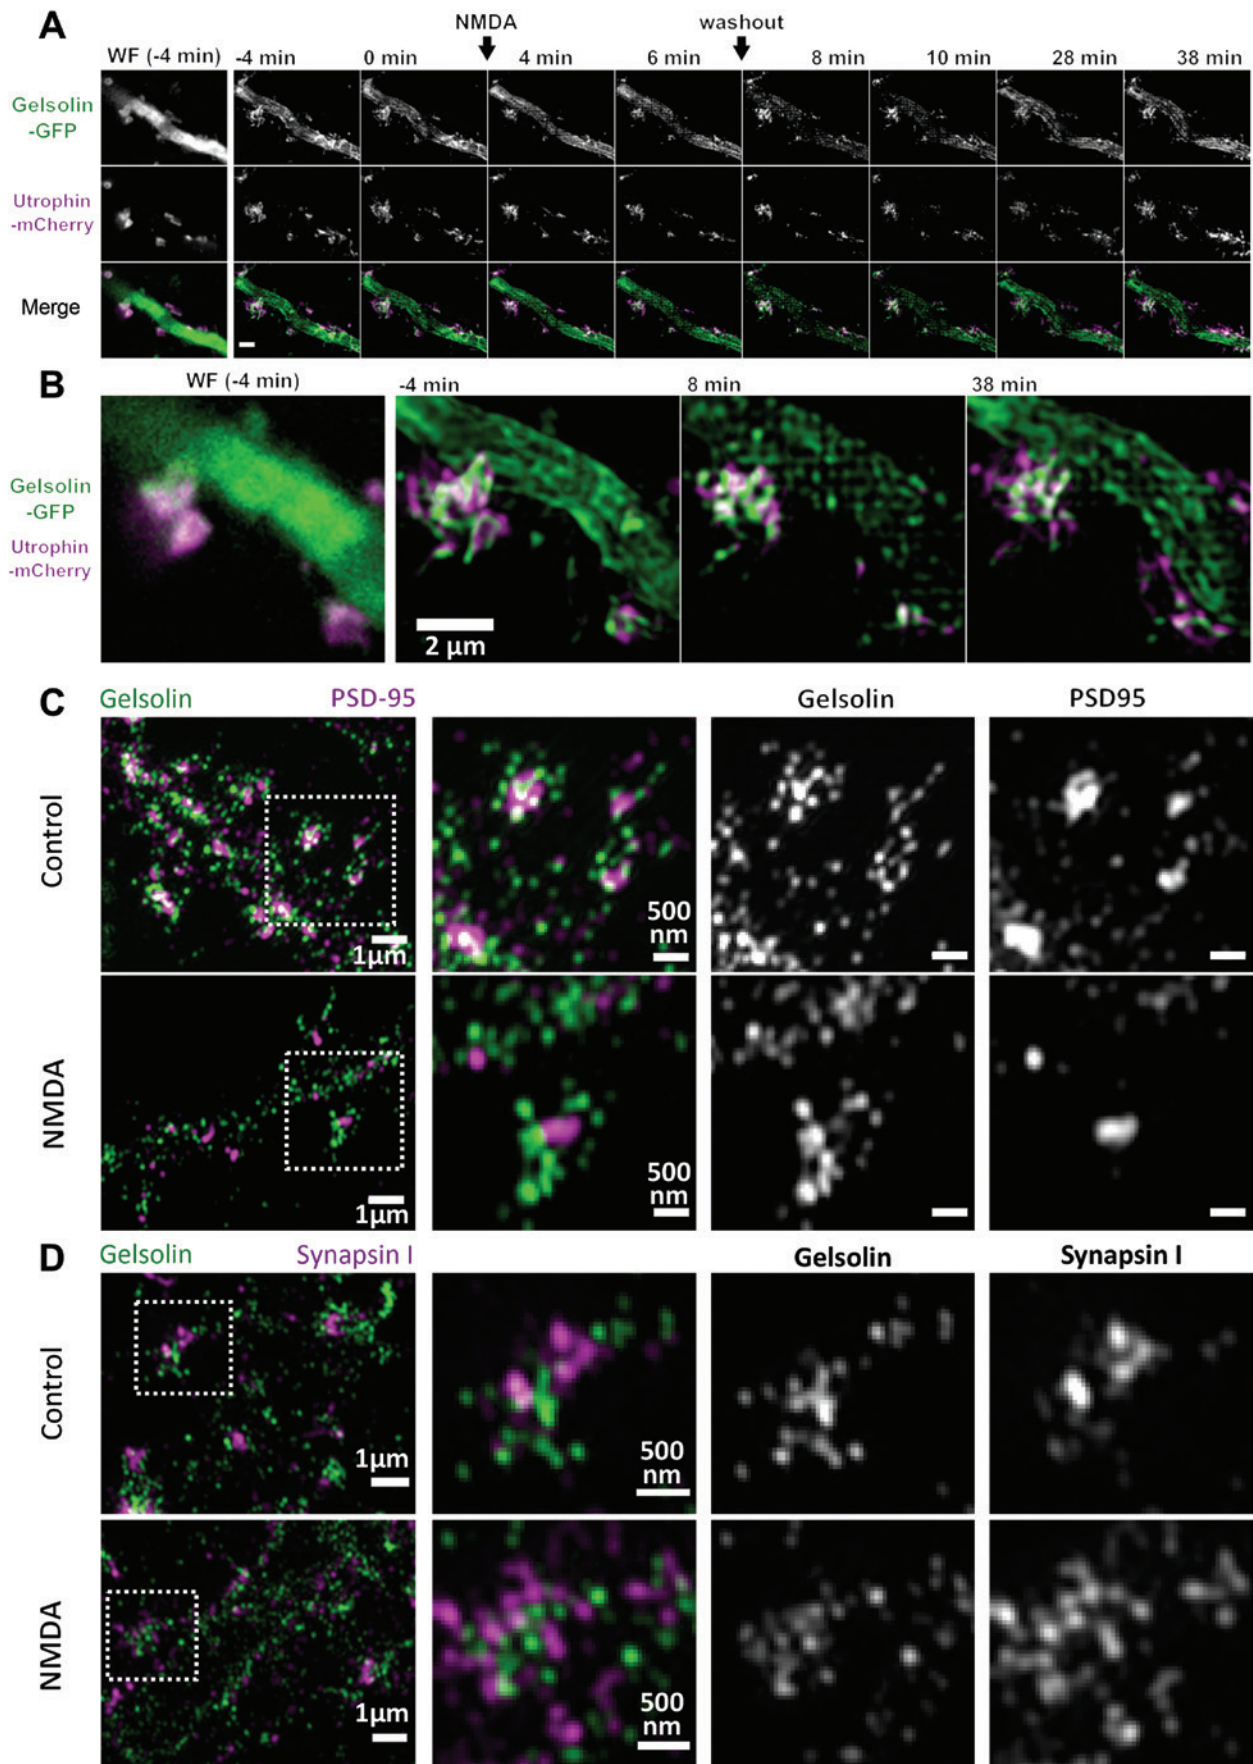 A
NMDA
washout
WF (-4 min)
-4 min
0 min
4 min
6 min
8 min
10 min
28 min
38 min
Gelsolin
-GFP
Utrophin
-mCherry
Merge
B
WF (-4 min)
-4 min
8 min
38 min
Gelsolin
-GFP
Utrophin
-mCherry
2 µm
C
Gelsolin
PSD-95
Gelsolin
PSD95
Control
1µm
500
nm
NMDA
1µm
500
nm
D
Gelsolin
Synapsin I
Gelsolin
Synapsin I
Control
1µm
500
nm
NMDA
1µm
500
nm